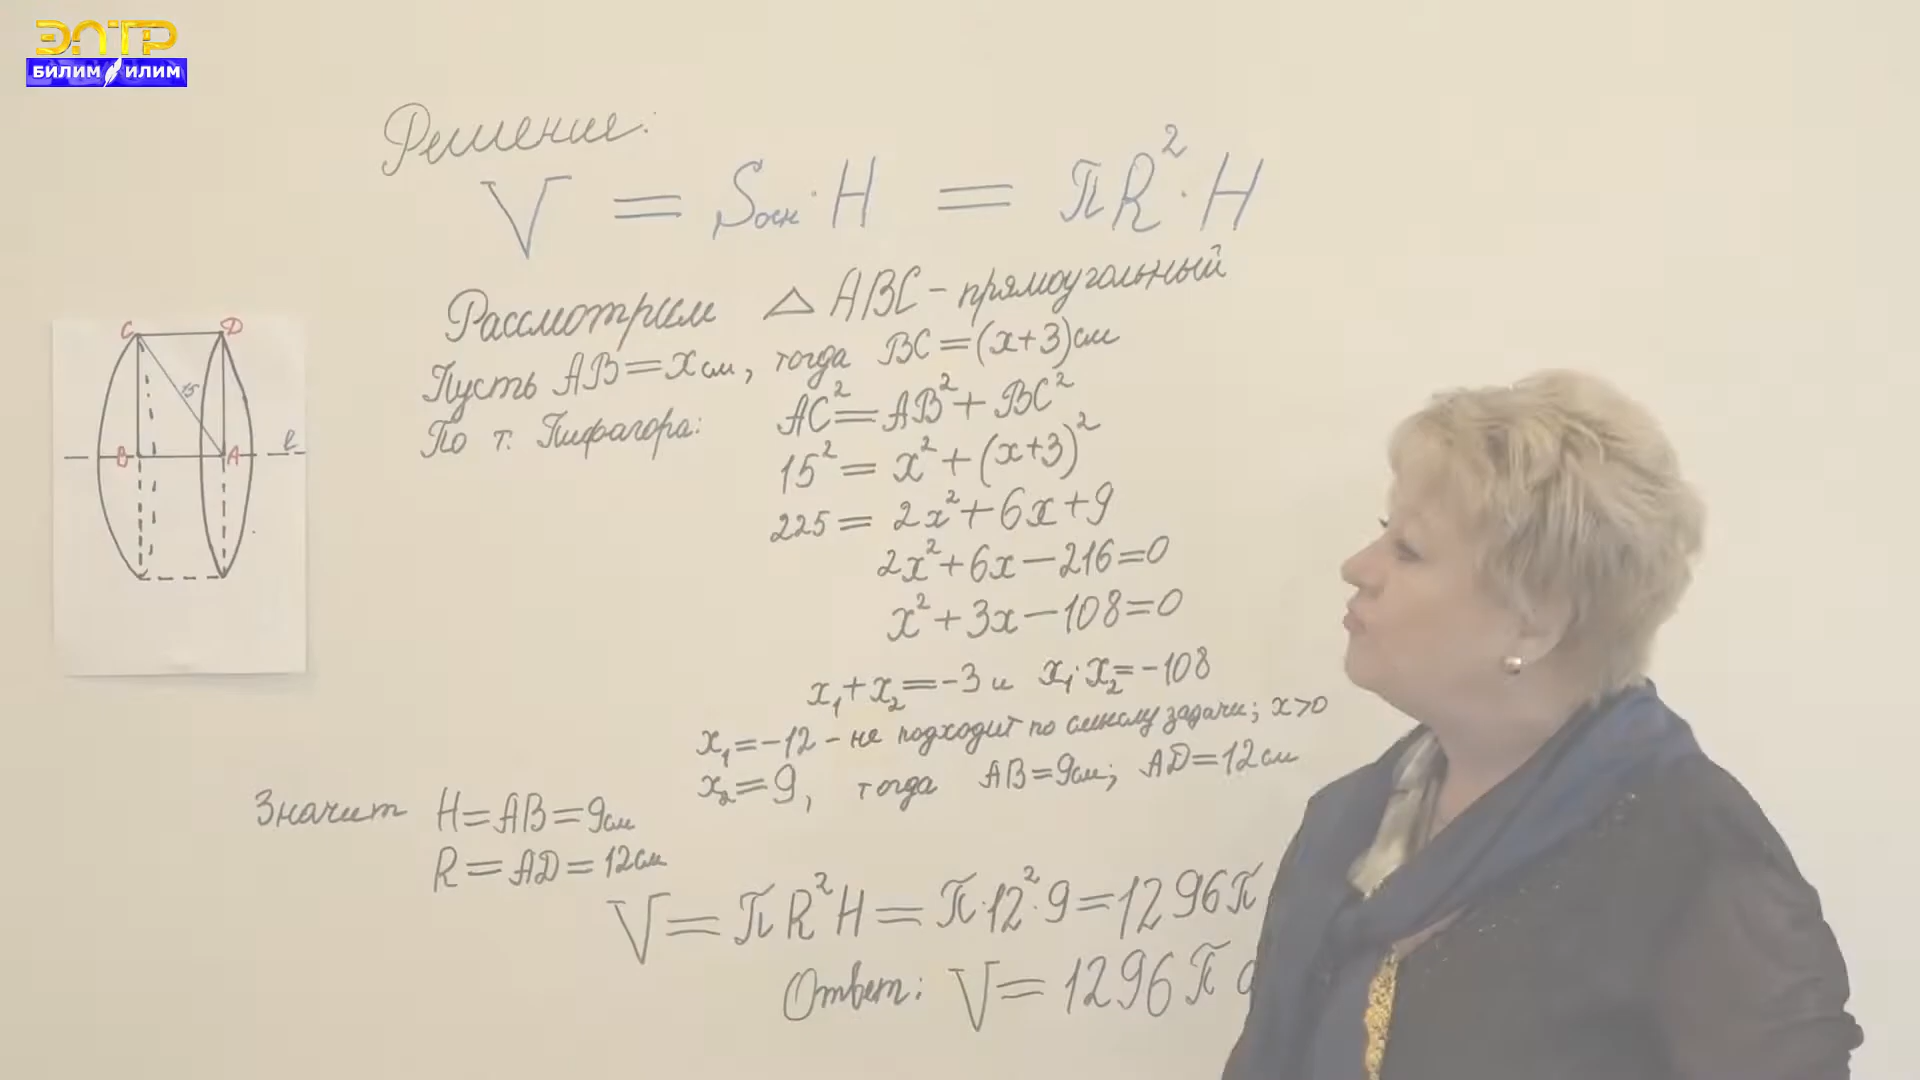 ЭЛТР
БИЛИМ ИЛИМ
Решение:
V = Sосн · H = πR² · H
Рассмотрим △ ABC - прямоугольный
Пусть AB = x см, тогда BC = (x+3) см
По т. Пифагора: AC² = AB² + BC²
15² = x² + (x+3)²
225 = 2x² + 6x + 9
2x² + 6x - 216 = 0
x² + 3x - 108 = 0
x₁ + x₂ = -3 и x₁ · x₂ = -108
x₁ = -12 - не подходит по смыслу задачи; x > 0
x₂ = 9, тогда AB = 9см; AD = 12 см
Значит H = AB = 9см
R = AD = 12см
V = πR²H = π · 12² · 9 = 1296π
Ответ: V = 1296π
C D
15
B A l